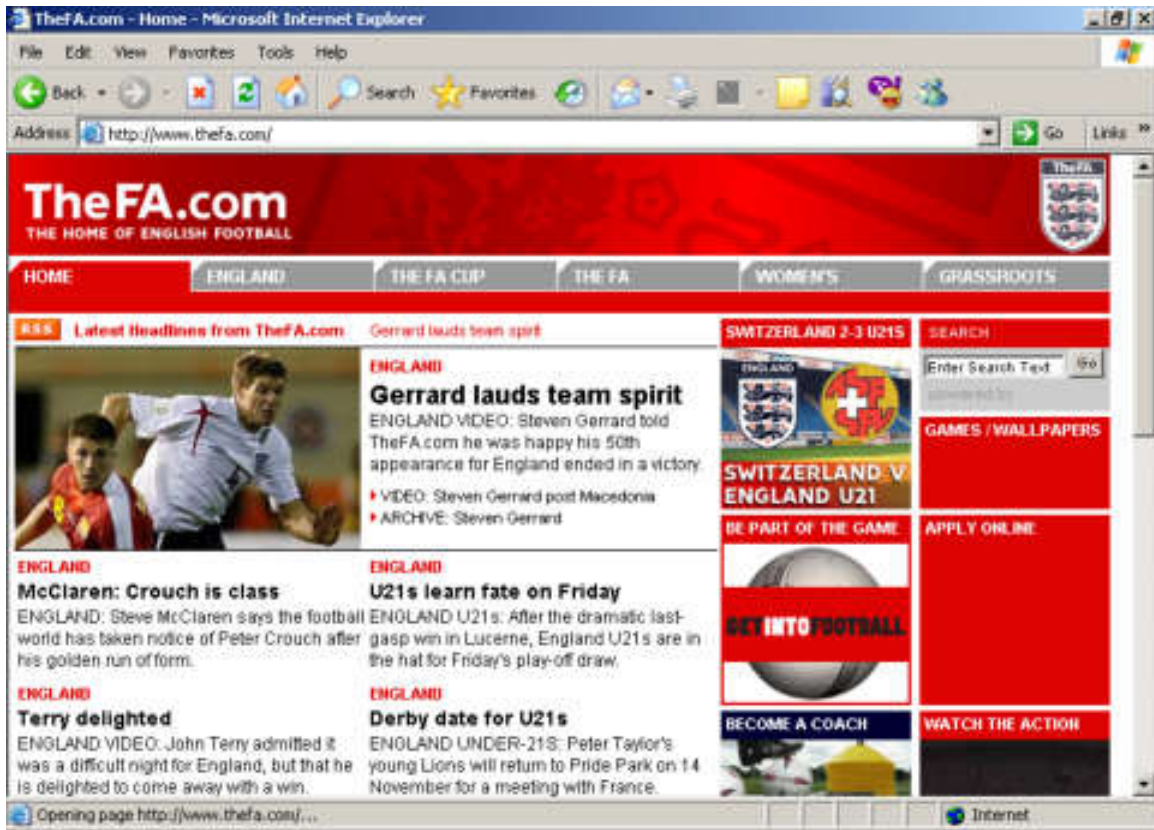 TheFA.com - Home - Microsoft Internet Explorer
File Edit View Favorites Tools Help
Back Search Favorites
Address http://www.thefa.com/ Go Links »
TheFA.com
THE HOME OF ENGLISH FOOTBALL
TheFA
HOME ENGLAND THE FA CUP THE FA WOMEN'S GRASSROOTS
RSS Latest Headlines from TheFA.com Gerrard lauds team spirit
ENGLAND
Gerrard lauds team spirit
ENGLAND VIDEO: Steven Gerrard told
TheFA.com he was happy his 50th
appearance for England ended in a victory.
VIDEO: Steven Gerrard post Macedonia
ARCHIVE: Steven Gerrard
ENGLAND
McClaren: Crouch is class
ENGLAND: Steve McClaren says the football
world has taken notice of Peter Crouch after
his golden run of form.
ENGLAND
U21s learn fate on Friday
ENGLAND U21s: After the dramatic last-
gasp win in Lucerne, England U21s are in
the hat for Friday's play-off draw.
ENGLAND
Terry delighted
ENGLAND VIDEO: John Terry admitted it
was a difficult night for England, but that he
is delighted to come away with a win.
ENGLAND
Derby date for U21s
ENGLAND UNDER-21S: Peter Taylor's
young Lions will return to Pride Park on 14
November for a meeting with France.
SWITZERLAND 2-3 U21S
ENGLAND
SWITZERLAND V
ENGLAND U21
BE PART OF THE GAME
GET INTO FOOTBALL
BECOME A COACH
SEARCH
Enter Search Text Go
powered by
GAMES / WALLPAPERS
APPLY ONLINE
WATCH THE ACTION
Opening page http://www.thefa.com/... Internet